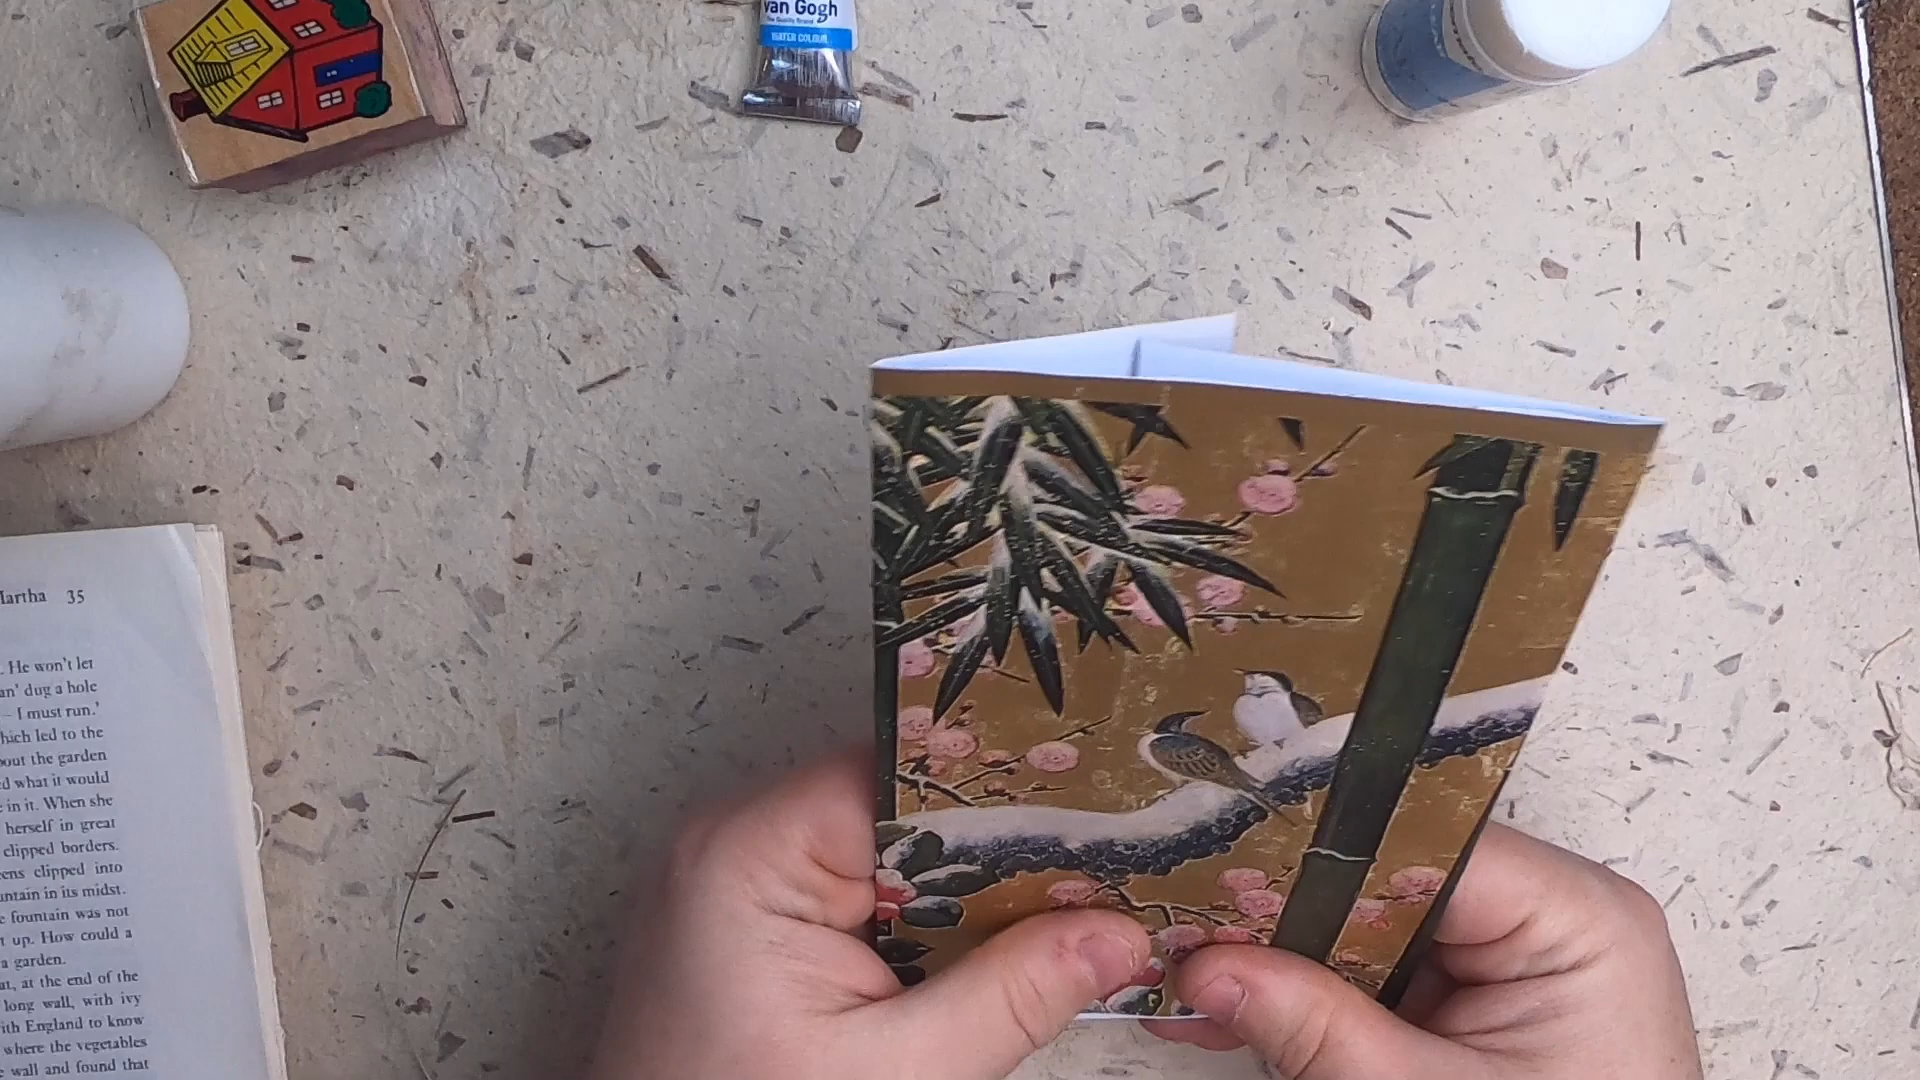 van Gogh
WATER COLOUR
Martha 35
. He won't let
an' dug a hole
– I must run.'
hich led to the
bout the garden
d what it would
in it. When she
herself in great
clipped borders.
ens clipped into
untain in its midst.
fountain was not
t up. How could a
a garden.
at, at the end of the
long wall, with ivy
ith England to know
where the vegetables
wall and found that